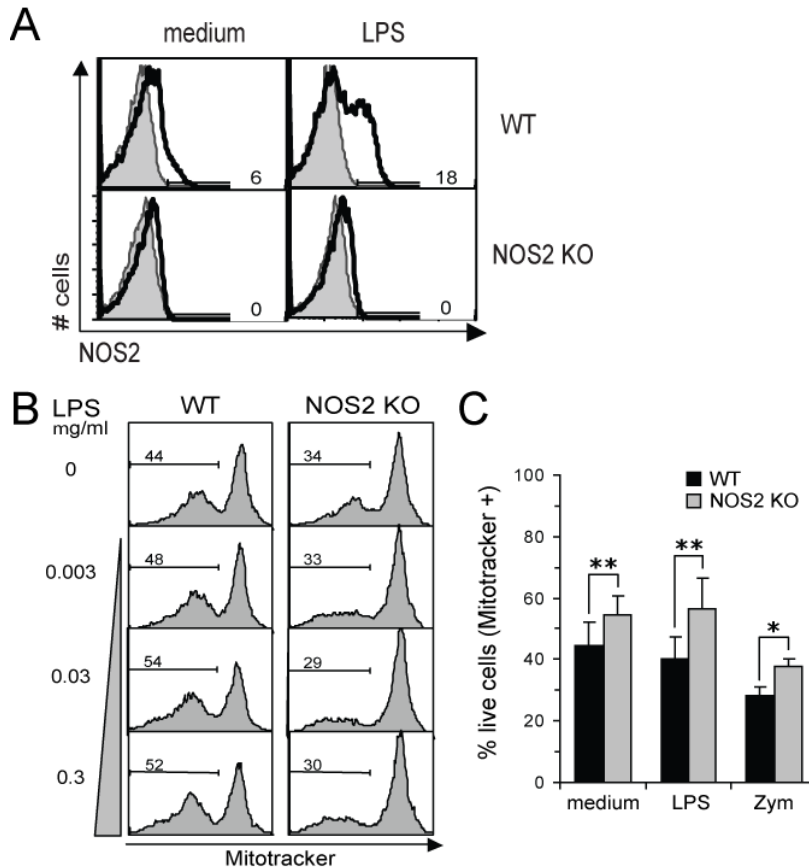 A
medium LPS
6 18 WT
0 0 NOS2 KO
# cells
NOS2
B
LPS WT NOS2 KO
mg/ml
0 44 34
0.003 48 33
0.03 54 29
0.3 52 30
Mitotracker
C
% live cells (Mitotracker +)
WT
NOS2 KO
100
80
60
40
20
0
** ** *
medium LPS Zym